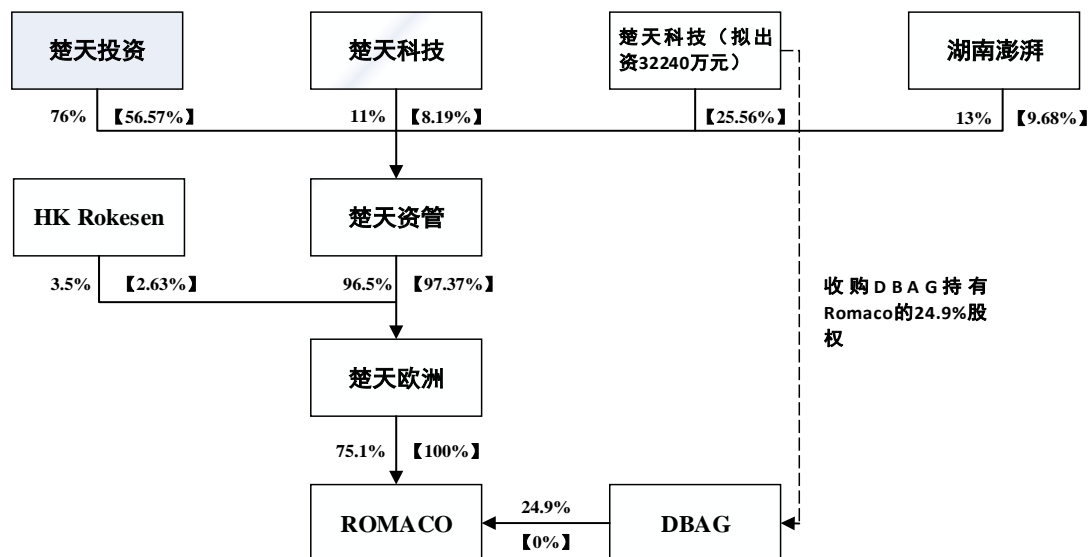 楚天投资
楚天科技
楚天科技（拟出
资32240万元）
湖南澎湃
76%
【56.57%】
11%
【8.19%】
【25.56%】
13%
【9.68%】
HK Rokesen
楚天资管
3.5%
【2.63%】
96.5%
【97.37%】
收购DBAG持有
Romaco的24.9%股
权
楚天欧洲
75.1%
【100%】
ROMACO
24.9%
【0%】
DBAG